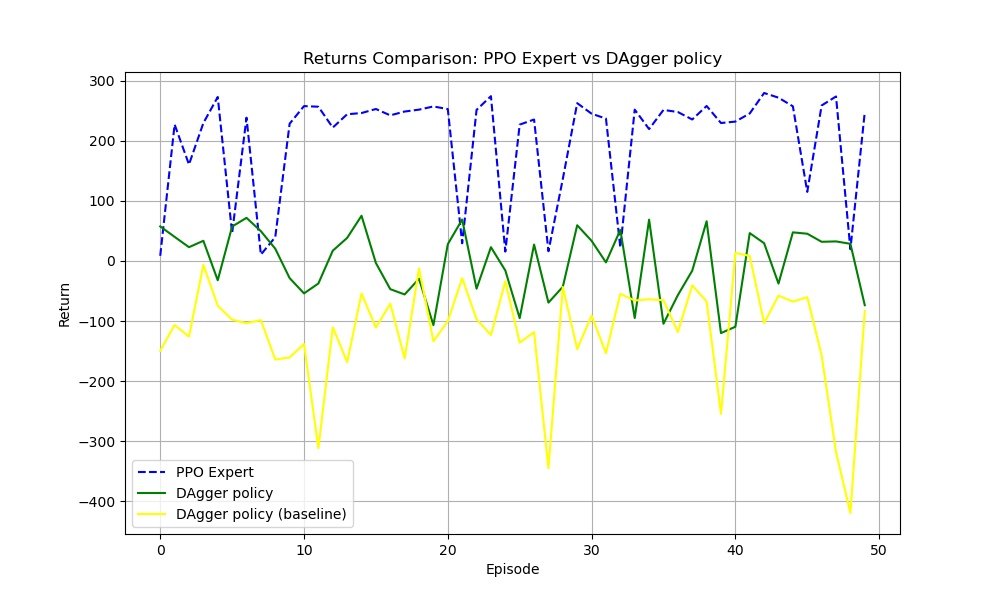 Returns Comparison: PPO Expert vs DAgger policy
300
200
100
0
−100
−200
−300
−400
Return
PPO Expert
DAgger policy
DAgger policy (baseline)
0
10
20
30
40
50
Episode